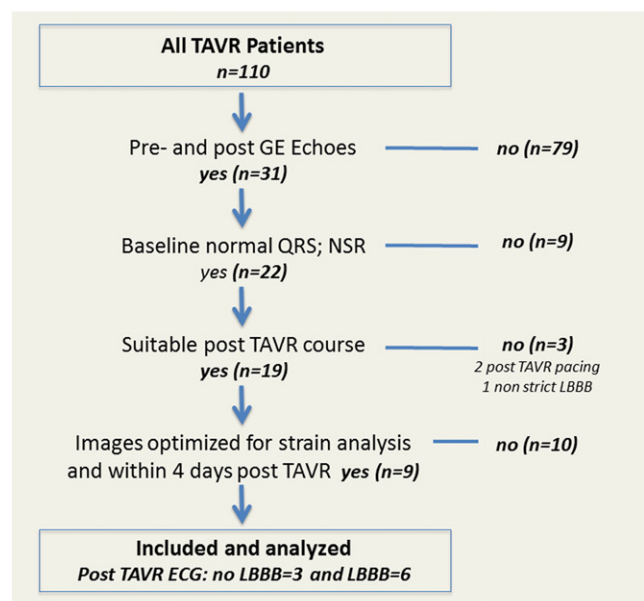 All TAVR Patients
n=110
Pre- and post GE Echoes
no (n=79)
yes (n=31)
Baseline normal QRS; NSR
no (n=9)
yes (n=22)
Suitable post TAVR course
no (n=3)
yes (n=19)
2 post TAVR pacing
1 non strict LBBB
Images optimized for strain analysis
no (n=10)
and within 4 days post TAVR yes (n=9)
Included and analyzed
Post TAVR ECG: no LBBB=3 and LBBB=6